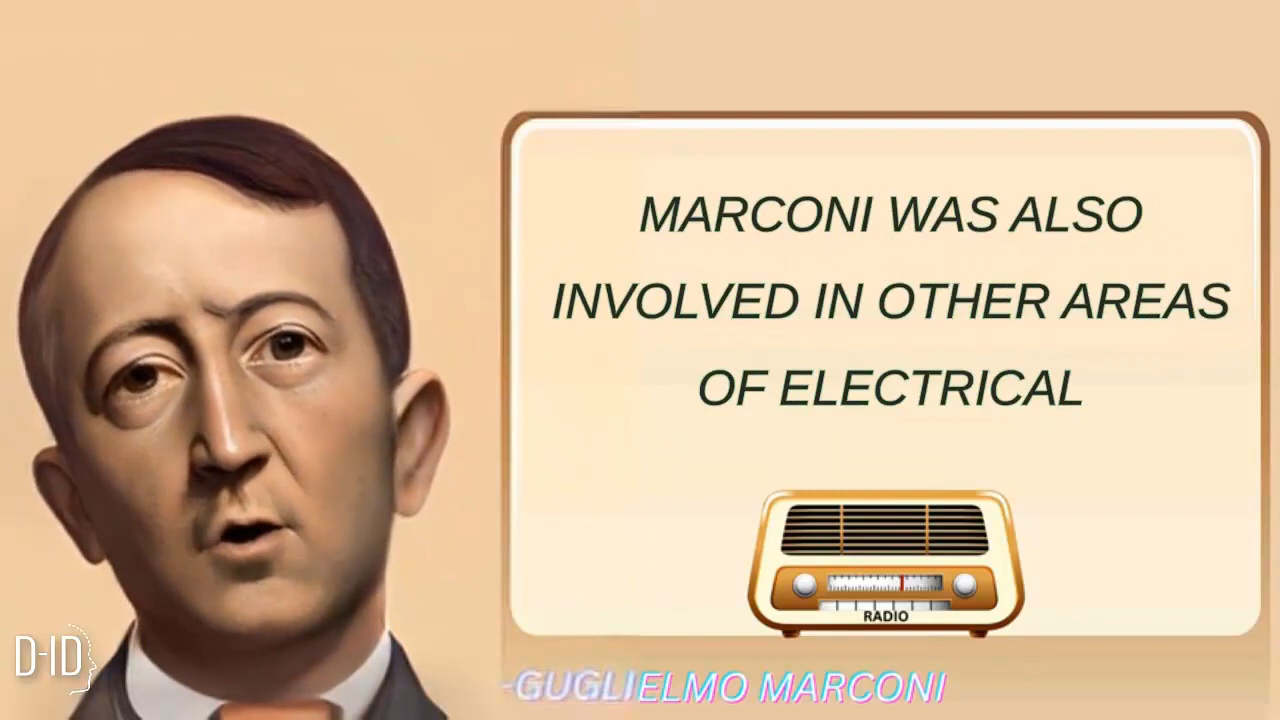 MARCONI WAS ALSO
INVOLVED IN OTHER AREAS
OF ELECTRICAL
RADIO
D-ID
-GUGLIELMO MARCONI